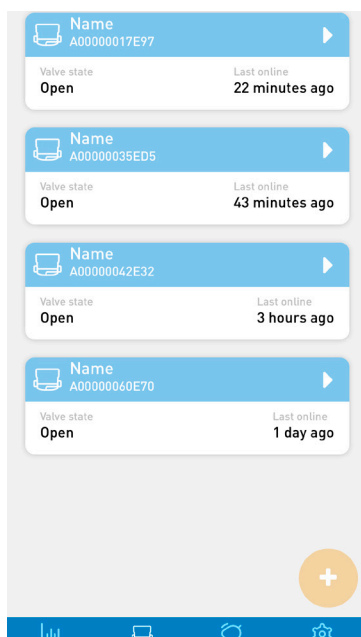 Name
A00000017E97
Valve state
Last online
Open
22 minutes ago
Name
A00000035ED5
Valve state
Last online
Open
43 minutes ago
Name
A00000042E32
Valve state
Last online
Open
3 hours ago
Name
A00000060E70
Valve state
Last online
Open
1 day ago
+